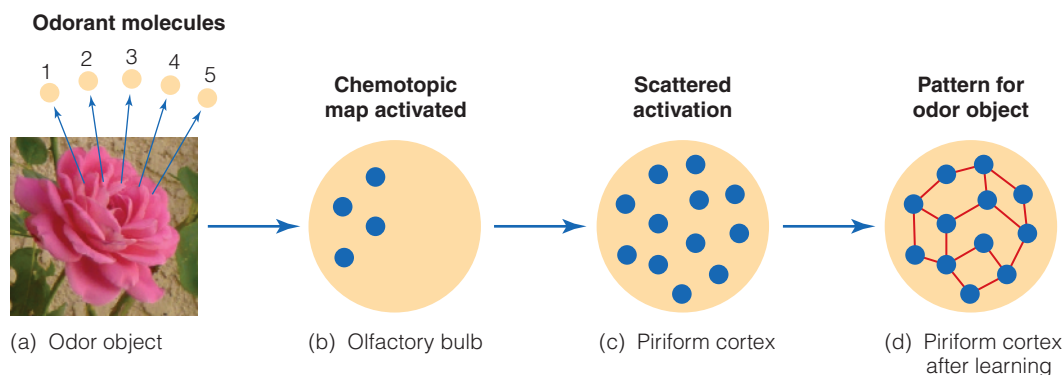 Odorant molecules
1 2 3 4 5
Chemotopic
map activated
Scattered
activation
Pattern for
odor object
(a) Odor object
(b) Olfactory bulb
(c) Piriform cortex
(d) Piriform cortex
after learning